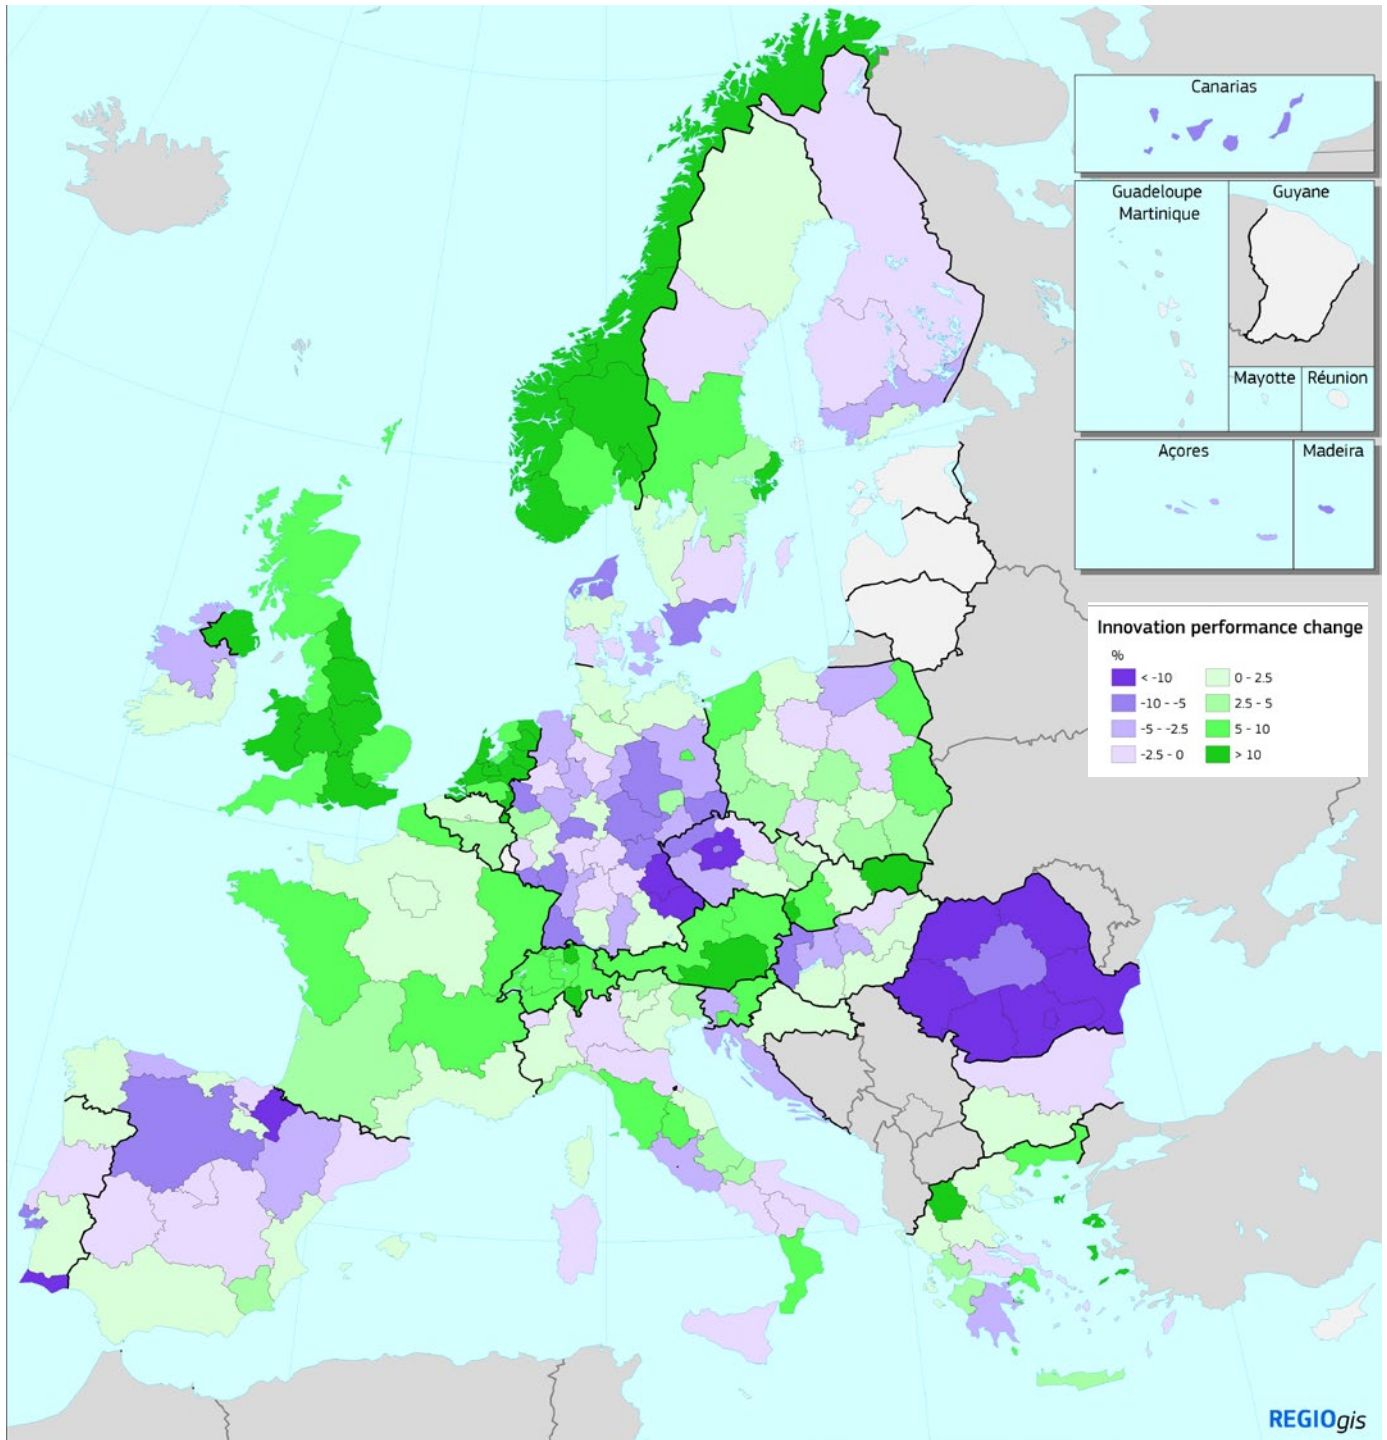 Canarias
Guadeloupe
Martinique
Guyane
Mayotte
Réunion
Açores
Madeira
Innovation performance change
%
< -10
-10 - -5
-5 - -2.5
-2.5 - 0
0 - 2.5
2.5 - 5
5 - 10
> 10
REGIOgis